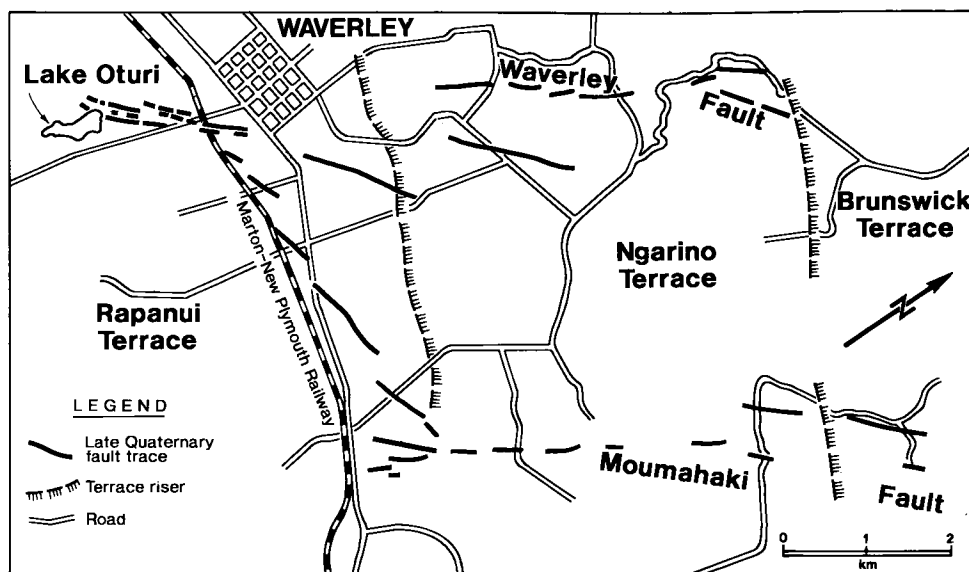 WAVERLEY
Lake Oturi
Waverley
Fault
Brunswick
Terrace
Ngarino
Terrace
Rapanui
Terrace
Marton-New Plymouth Railway
N
LEGEND
Late Quaternary
fault trace
Terrace riser
Road
Moumahaki
Fault
0 1 2
km